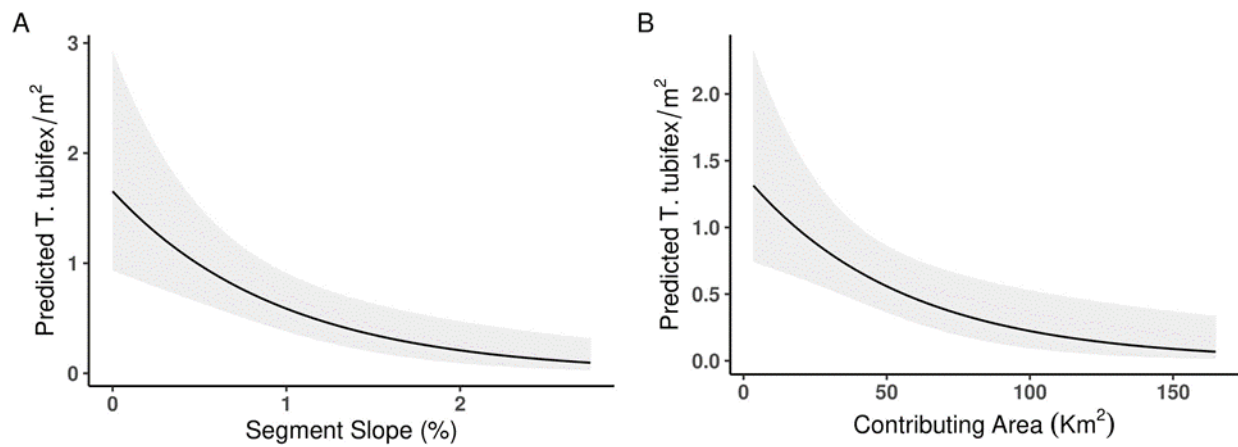 A
Predicted T. tubifex/m²
3
2
1
0
0 1 2
Segment Slope (%)
B
Predicted T. tubifex/m²
2.0
1.5
1.0
0.5
0.0
0 50 100 150
Contributing Area (Km²)